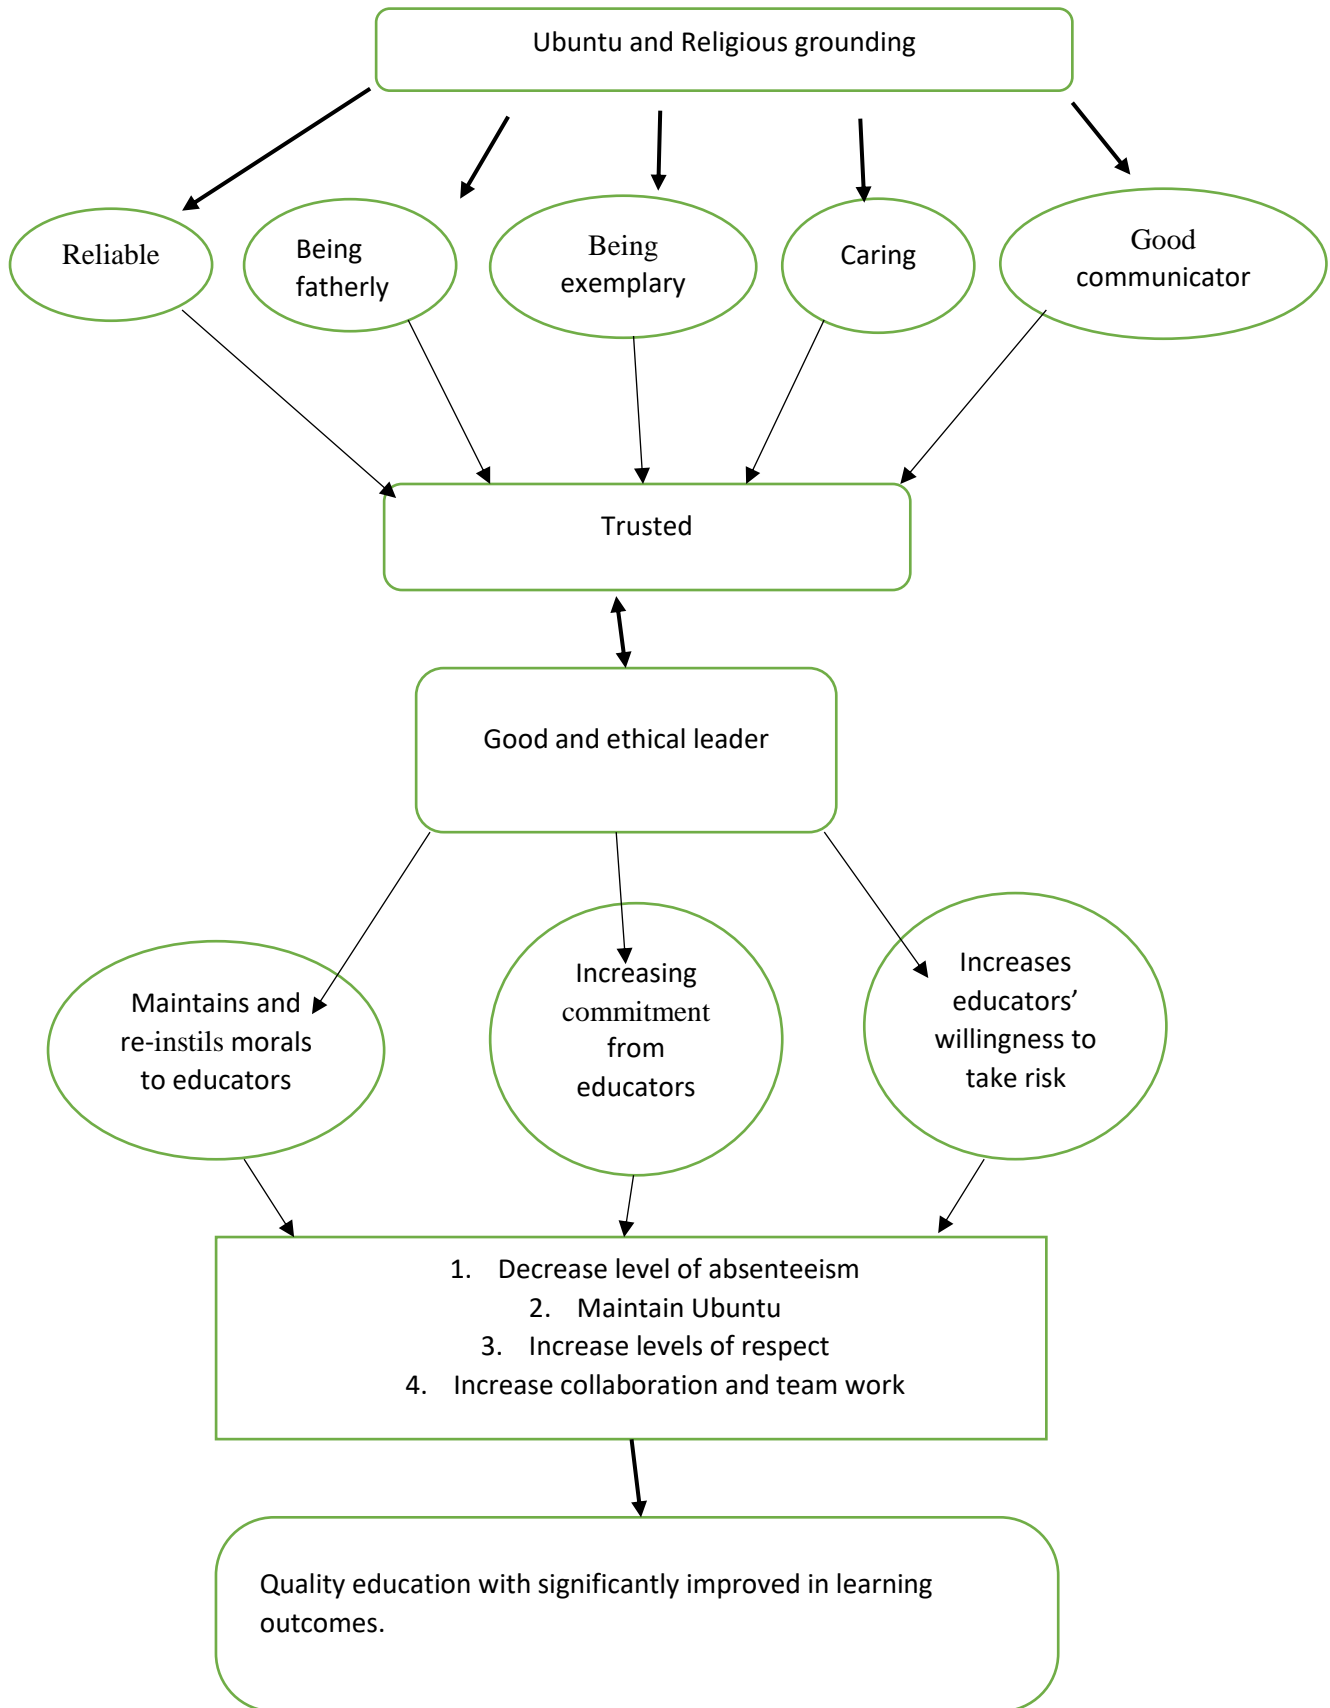 Ubuntu and Religious grounding
Reliable
Being
fatherly
Being
exemplary
Caring
Good
communicator
Trusted
Good and ethical leader
Maintains and
re-instils morals
to educators
Increasing
commitment
from
educators
Increases
educators’
willingness to
take risk
1. Decrease level of absenteeism
2. Maintain Ubuntu
3. Increase levels of respect
4. Increase collaboration and team work
Quality education with significantly improved in learning
outcomes.